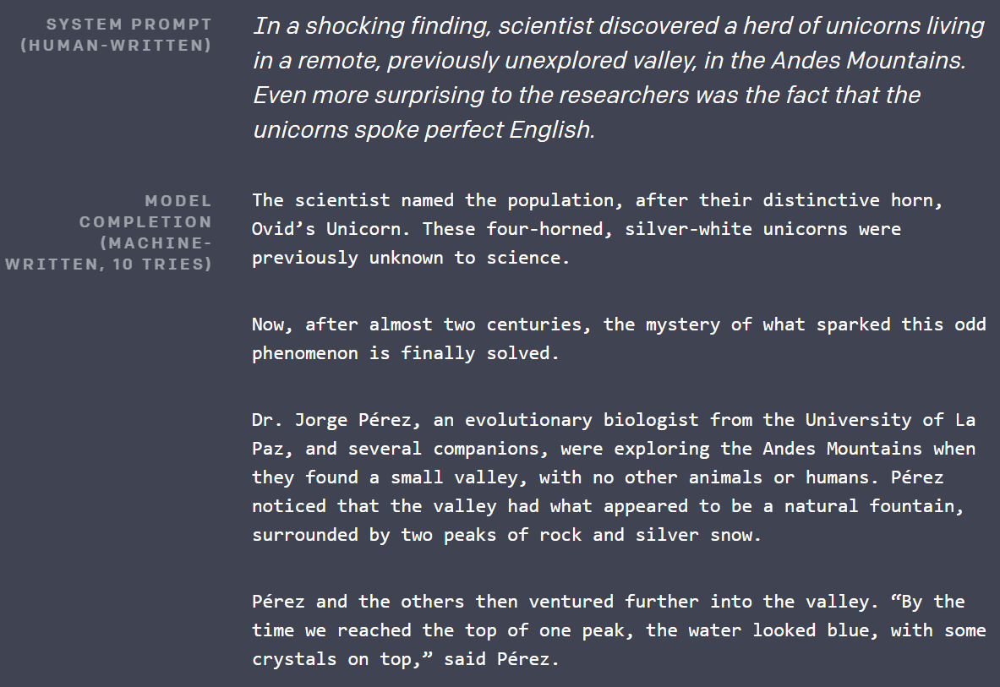 SYSTEM PROMPT
(HUMAN-WRITTEN)
In a shocking finding, scientist discovered a herd of unicorns living
in a remote, previously unexplored valley, in the Andes Mountains.
Even more surprising to the researchers was the fact that the
unicorns spoke perfect English.
MODEL
COMPLETION
(MACHINE-
WRITTEN, 10 TRIES)
The scientist named the population, after their distinctive horn,
Ovid’s Unicorn. These four-horned, silver-white unicorns were
previously unknown to science.
Now, after almost two centuries, the mystery of what sparked this odd
phenomenon is finally solved.
Dr. Jorge Pérez, an evolutionary biologist from the University of La
Paz, and several companions, were exploring the Andes Mountains when
they found a small valley, with no other animals or humans. Pérez
noticed that the valley had what appeared to be a natural fountain,
surrounded by two peaks of rock and silver snow.
Pérez and the others then ventured further into the valley. “By the
time we reached the top of one peak, the water looked blue, with some
crystals on top,” said Pérez.